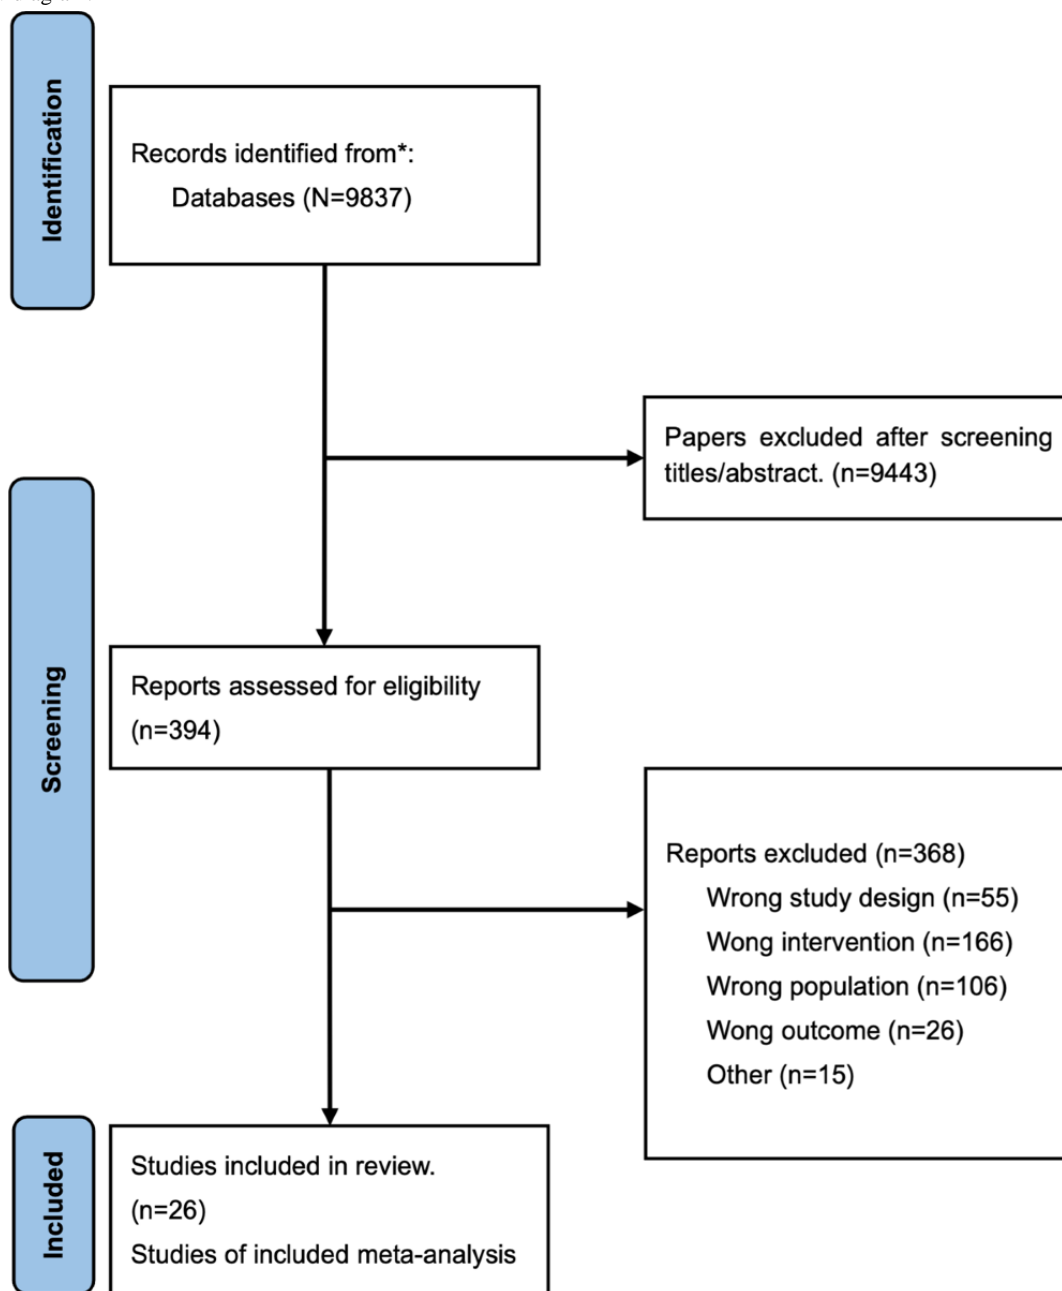 Identification
Records identified from*:
Databases (N=9837)
Papers excluded after screening
titles/abstract. (n=9443)
Screening
Reports assessed for eligibility
(n=394)
Reports excluded (n=368)
Wrong study design (n=55)
Wong intervention (n=166)
Wrong population (n=106)
Wong outcome (n=26)
Other (n=15)
Included
Studies included in review.
(n=26)
Studies of included meta-analysis